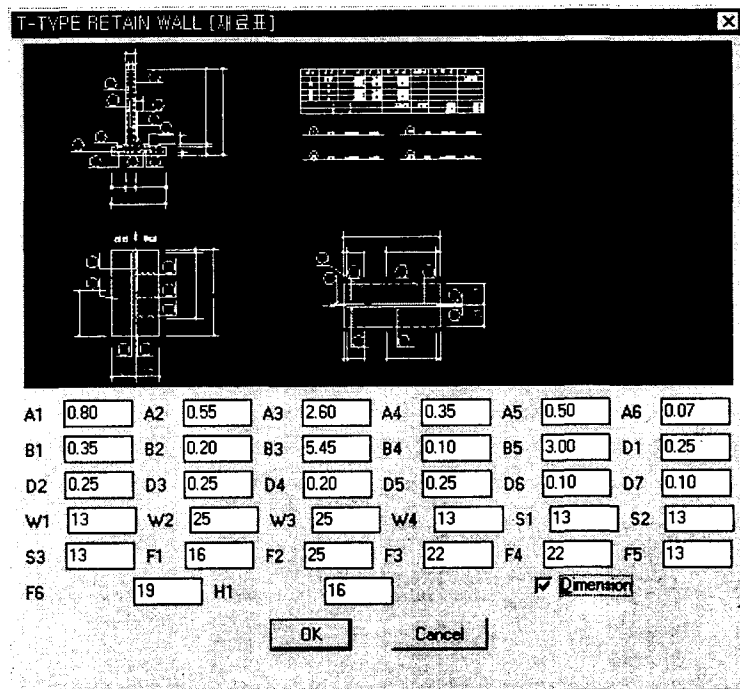 T-TYPE RETAIN WALL [재료표]
A1 0.80 A2 0.55 A3 2.60 A4 0.35 A5 0.50 A6 0.07
B1 0.35 B2 0.20 B3 5.45 B4 0.10 B5 3.00 D1 0.25
D2 0.25 D3 0.25 D4 0.20 D5 0.25 D6 0.10 D7 0.10
W1 13 W2 25 W3 25 W4 13 S1 13 S2 13
S3 13 F1 16 F2 25 F3 22 F4 22 F5 13
F6 19 H1 16 Dimension
OK Cancel